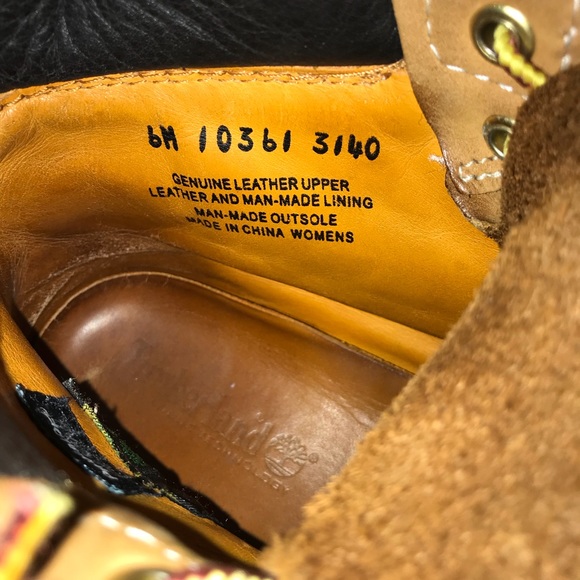 6M 10361 3140
GENUINE LEATHER UPPER
LEATHER AND MAN-MADE LINING
MAN-MADE OUTSOLE
MADE IN CHINA WOMENS